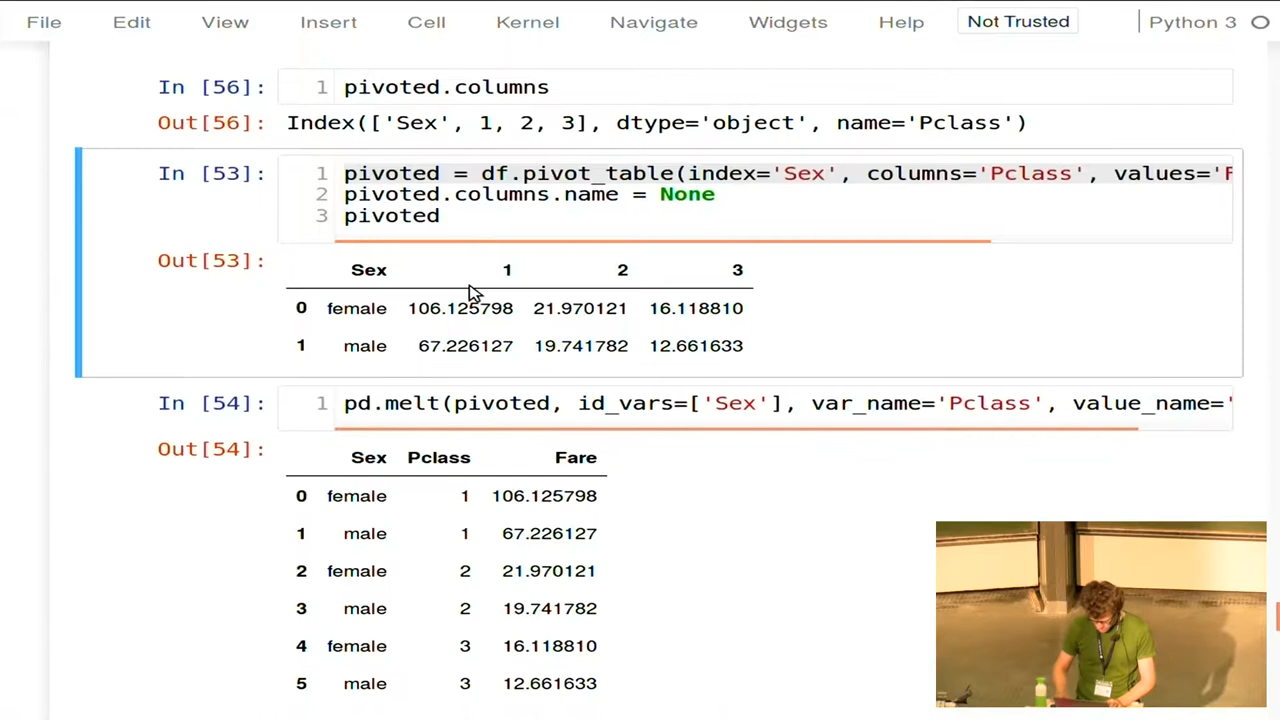 File Edit View Insert Cell Kernel Navigate Widgets Help Not Trusted Python 3
In [56]: 1 pivoted.columns
Out[56]: Index(['Sex', 1, 2, 3], dtype='object', name='Pclass')
In [53]: 1 pivoted = df.pivot_table(index='Sex', columns='Pclass', values='F
2 pivoted.columns.name = None
3 pivoted
Out[53]:
Sex 1 2 3
0 female 106.125798 21.970121 16.118810
1 male 67.226127 19.741782 12.661633
In [54]: 1 pd.melt(pivoted, id_vars=['Sex'], var_name='Pclass', value_name='
Out[54]:
Sex Pclass Fare
0 female 1 106.125798
1 male 1 67.226127
2 female 2 21.970121
3 male 2 19.741782
4 female 3 16.118810
5 male 3 12.661633